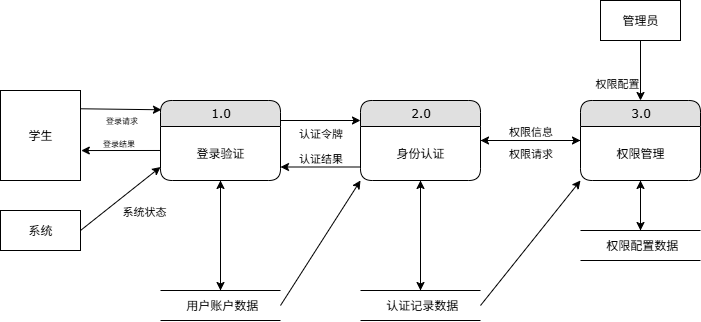 管理员
权限配置
学生
登录请求
登录结果
1.0
登录验证
认证令牌
认证结果
2.0
身份认证
权限信息
权限请求
3.0
权限管理
系统
系统状态
用户账户数据
认证记录数据
权限配置数据